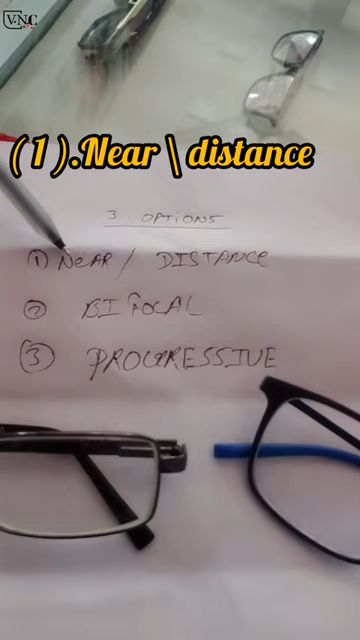 V.N.C
( 1 ).Near \ distance
3. OPTIONS
① NeAR / DISTANCE
② BIFOCAL
③ PROGRESSIVE